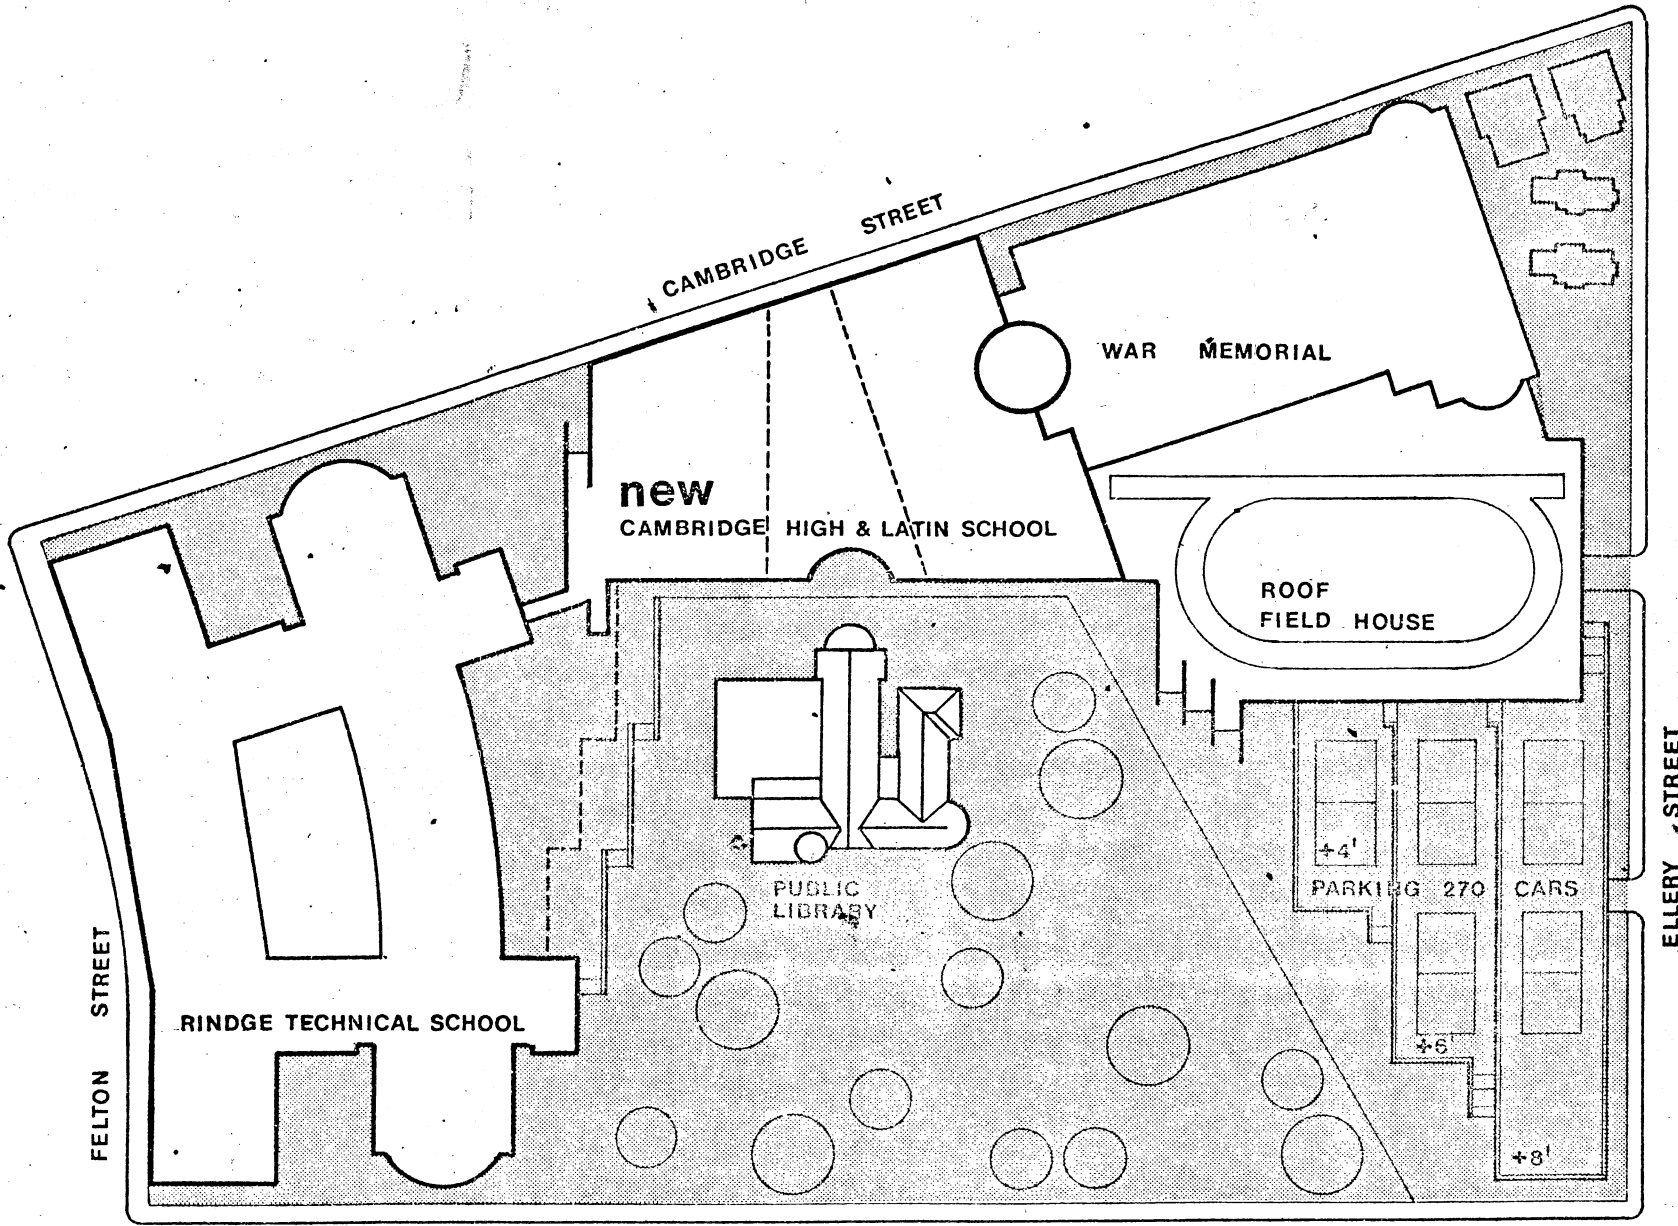 CAMBRIDGE STREET
WAR MEMORIAL
new
CAMBRIDGE HIGH & LATIN SCHOOL
ROOF
FIELD HOUSE
+4'
PARKING 270 CARS
PUBLIC
LIBRARY
ELLERY STREET
FELTON STREET
RINDGE TECHNICAL SCHOOL
+6'
+8'